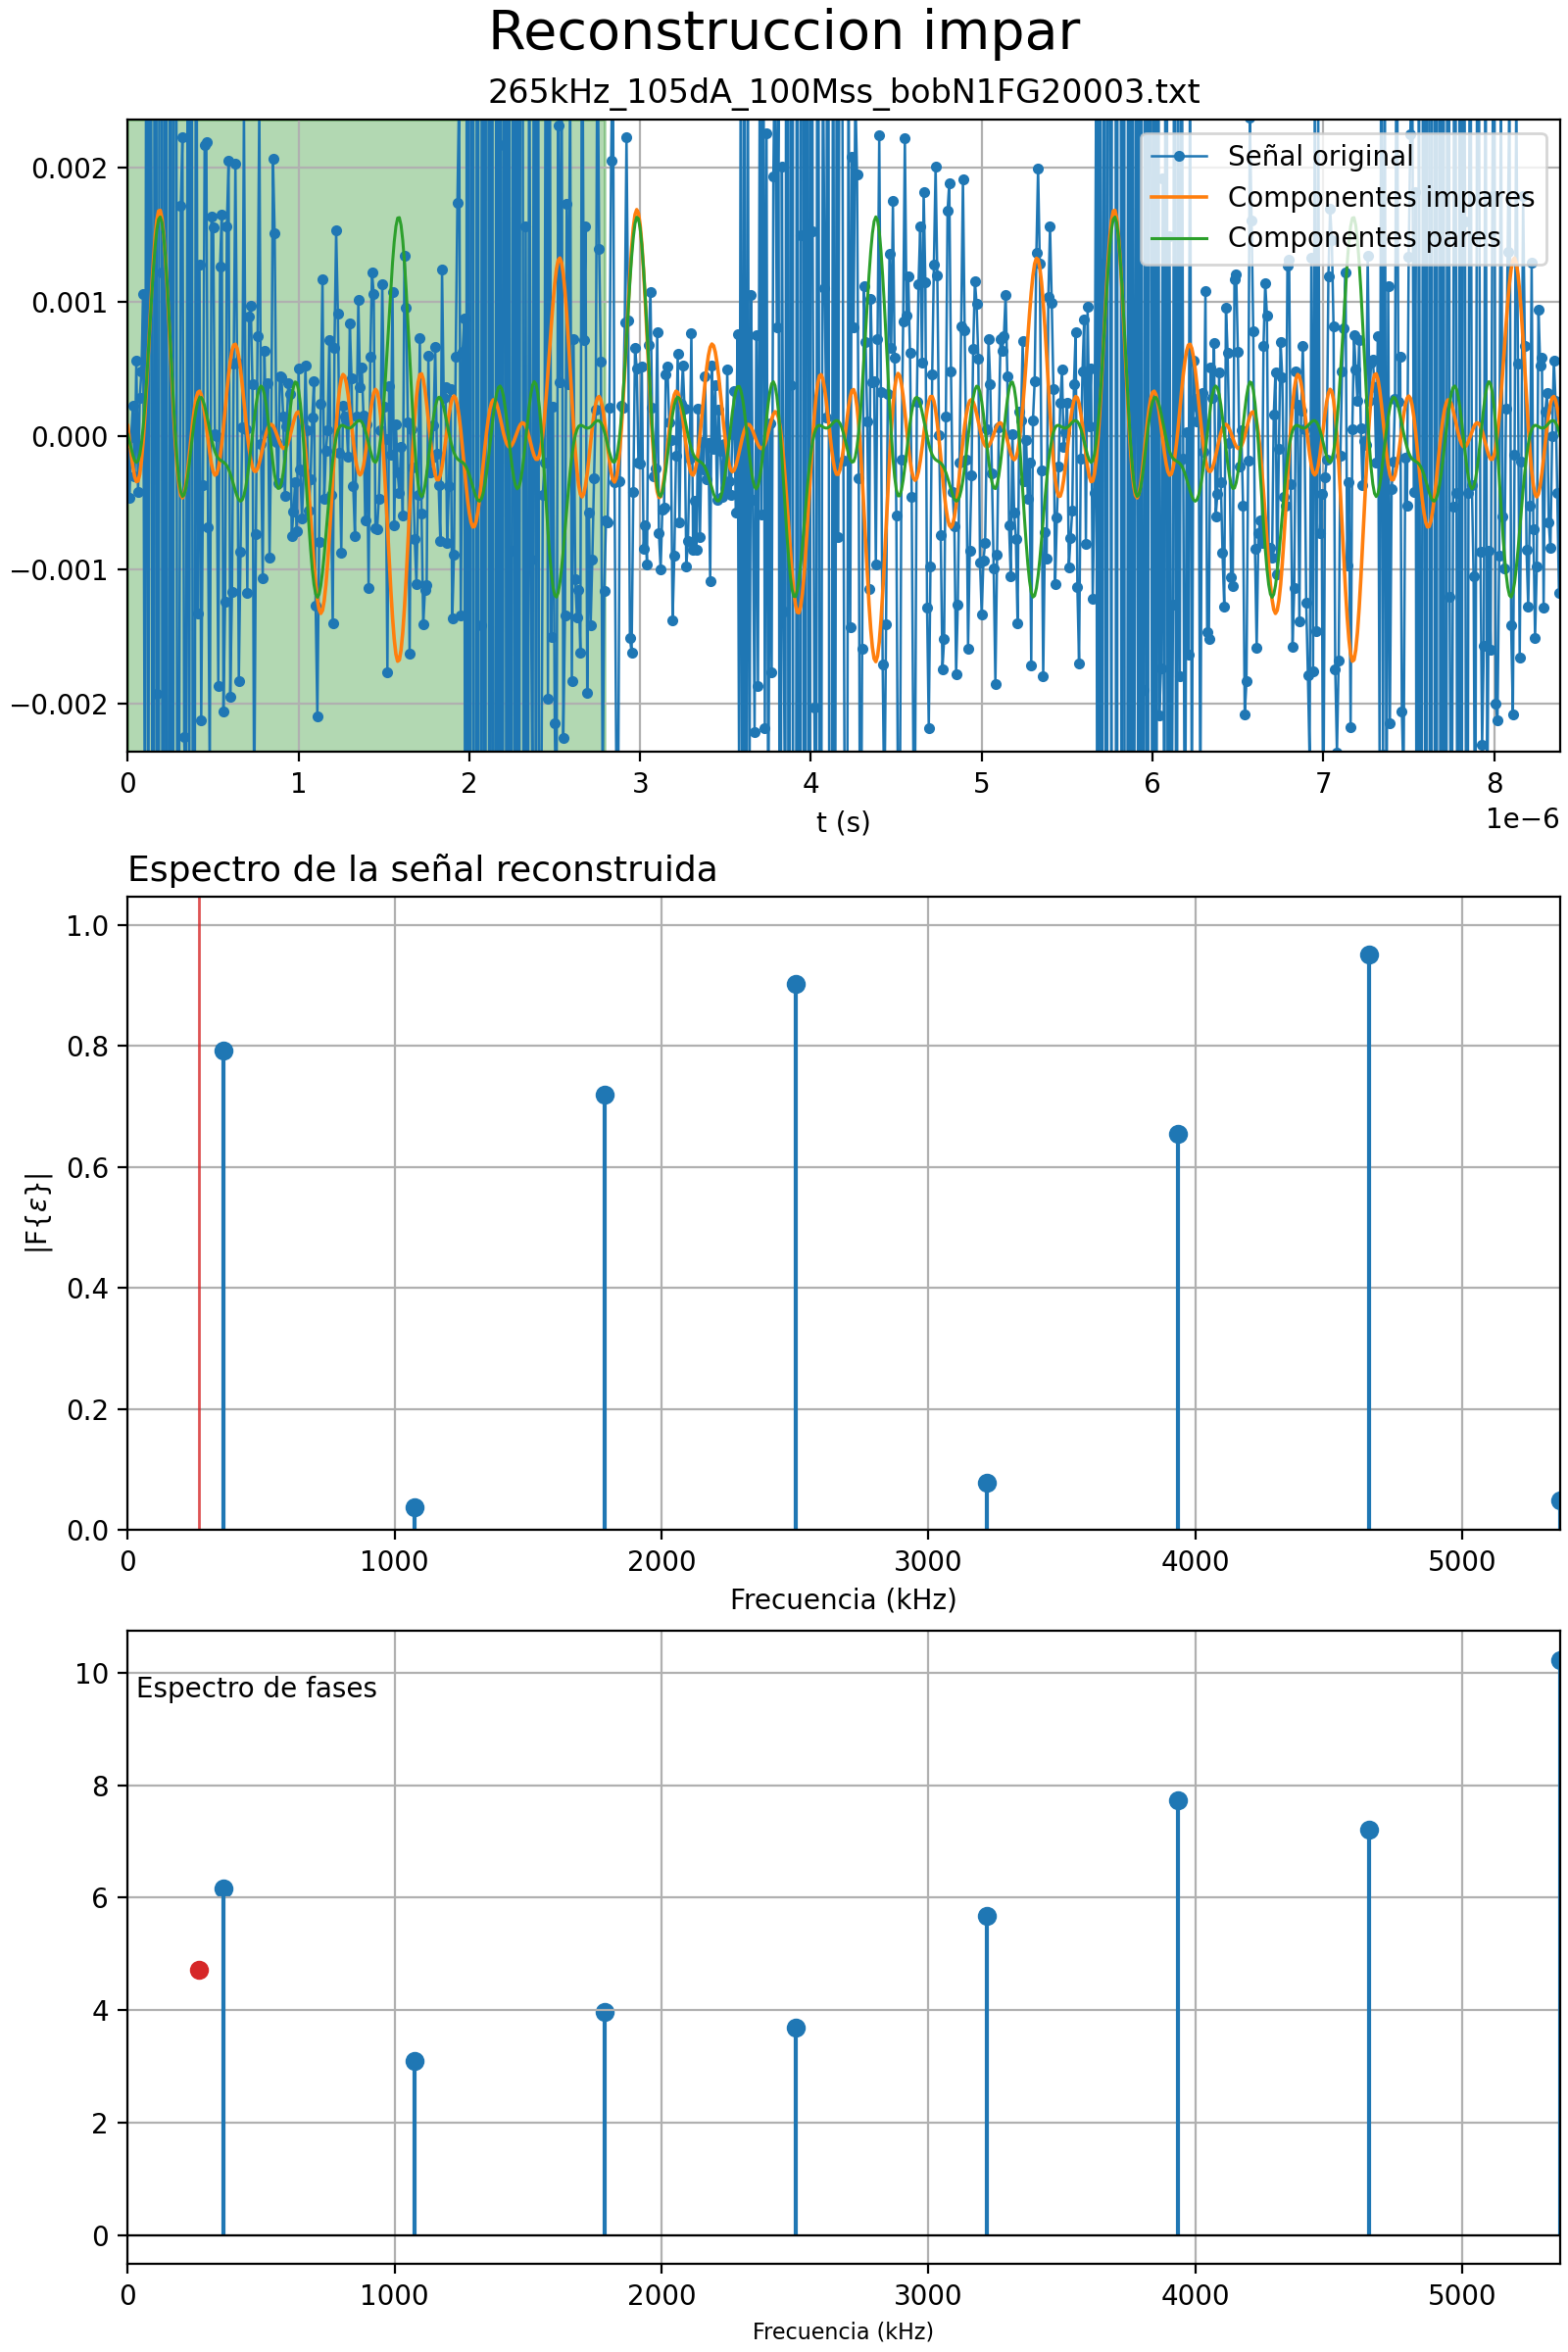 Reconstruccion impar
265kHz_105dA_100Mss_bobN1FG20003.txt
0.002
0.001
0.000
−0.001
−0.002
Señal original
Componentes impares
Componentes pares
0 1 2 3 4 5 6 7 8
1e−6
t (s)
Espectro de la señal reconstruida
1.0
0.8
0.6
0.4
0.2
0.0
|F{ε}|
0 1000 2000 3000 4000 5000
Frecuencia (kHz)
10
8
6
4
2
0
Espectro de fases
0 1000 2000 3000 4000 5000
Frecuencia (kHz)